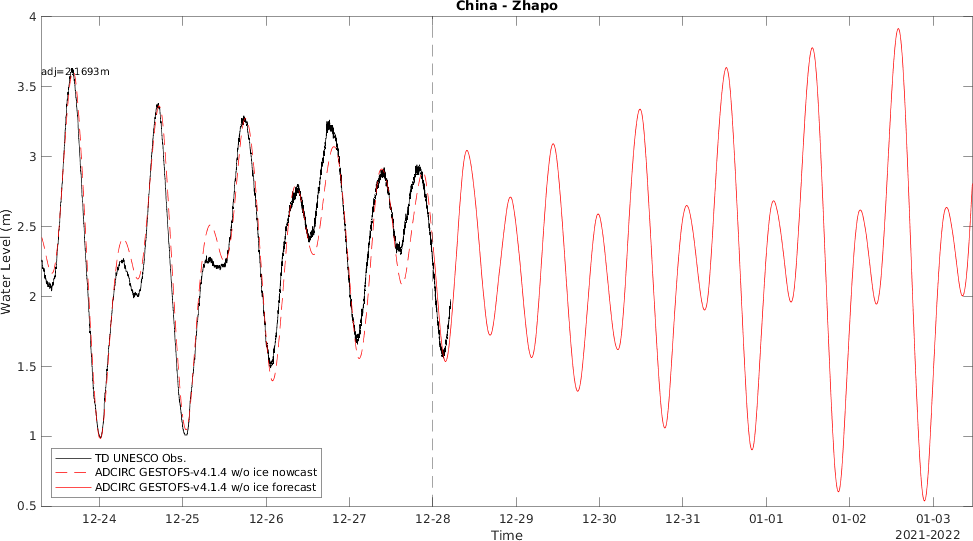 China - Zhapo
adj=2.1693m
Water Level (m)
4
3.5
3
2.5
2
1.5
1
0.5
TD UNESCO Obs.
ADCIRC GESTOFS-v4.1.4 w/o ice nowcast
ADCIRC GESTOFS-v4.1.4 w/o ice forecast
12-24 12-25 12-26 12-27 12-28 12-29 12-30 12-31 01-01 01-02 01-03
Time
2021-2022